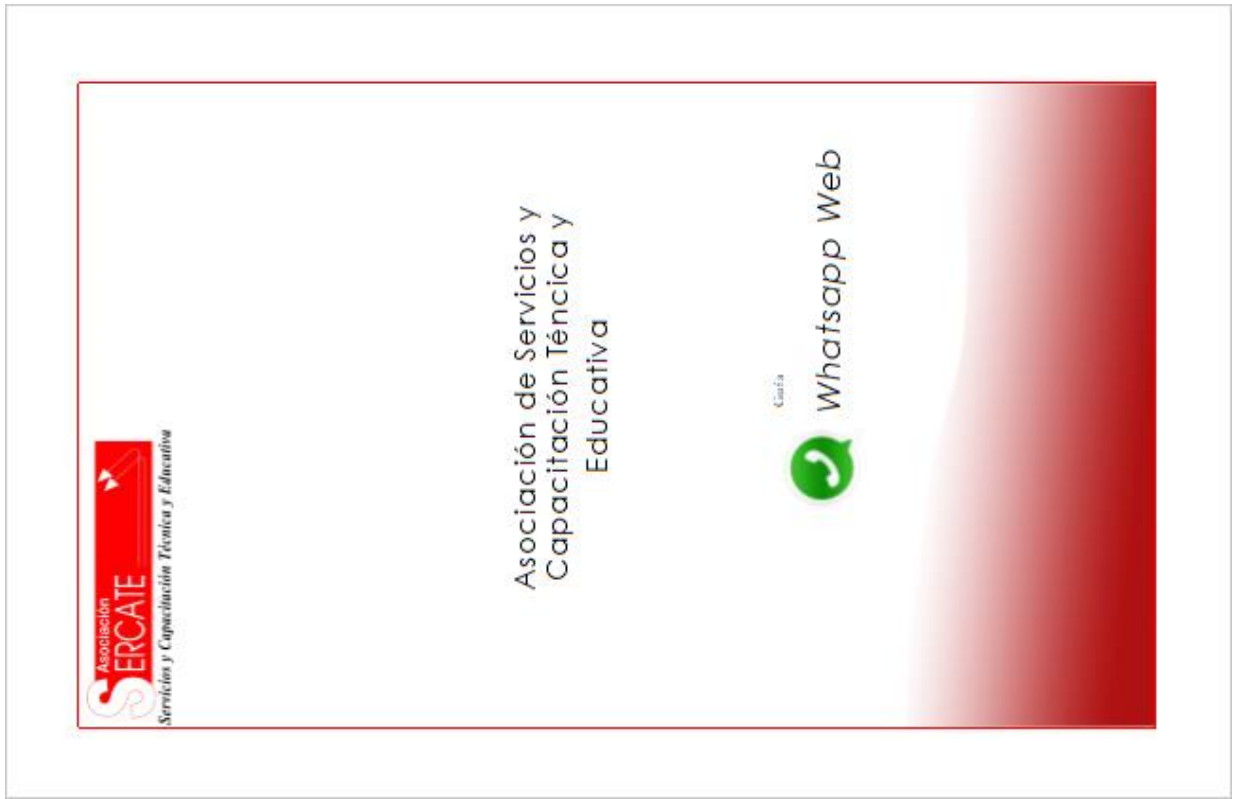 Asociación
SERCATE
Servicios y Capacitación Técnica y Educativa
Asociación de Servicios y
Capacitación Téncica y
Educativa
Guía
Whatsapp Web